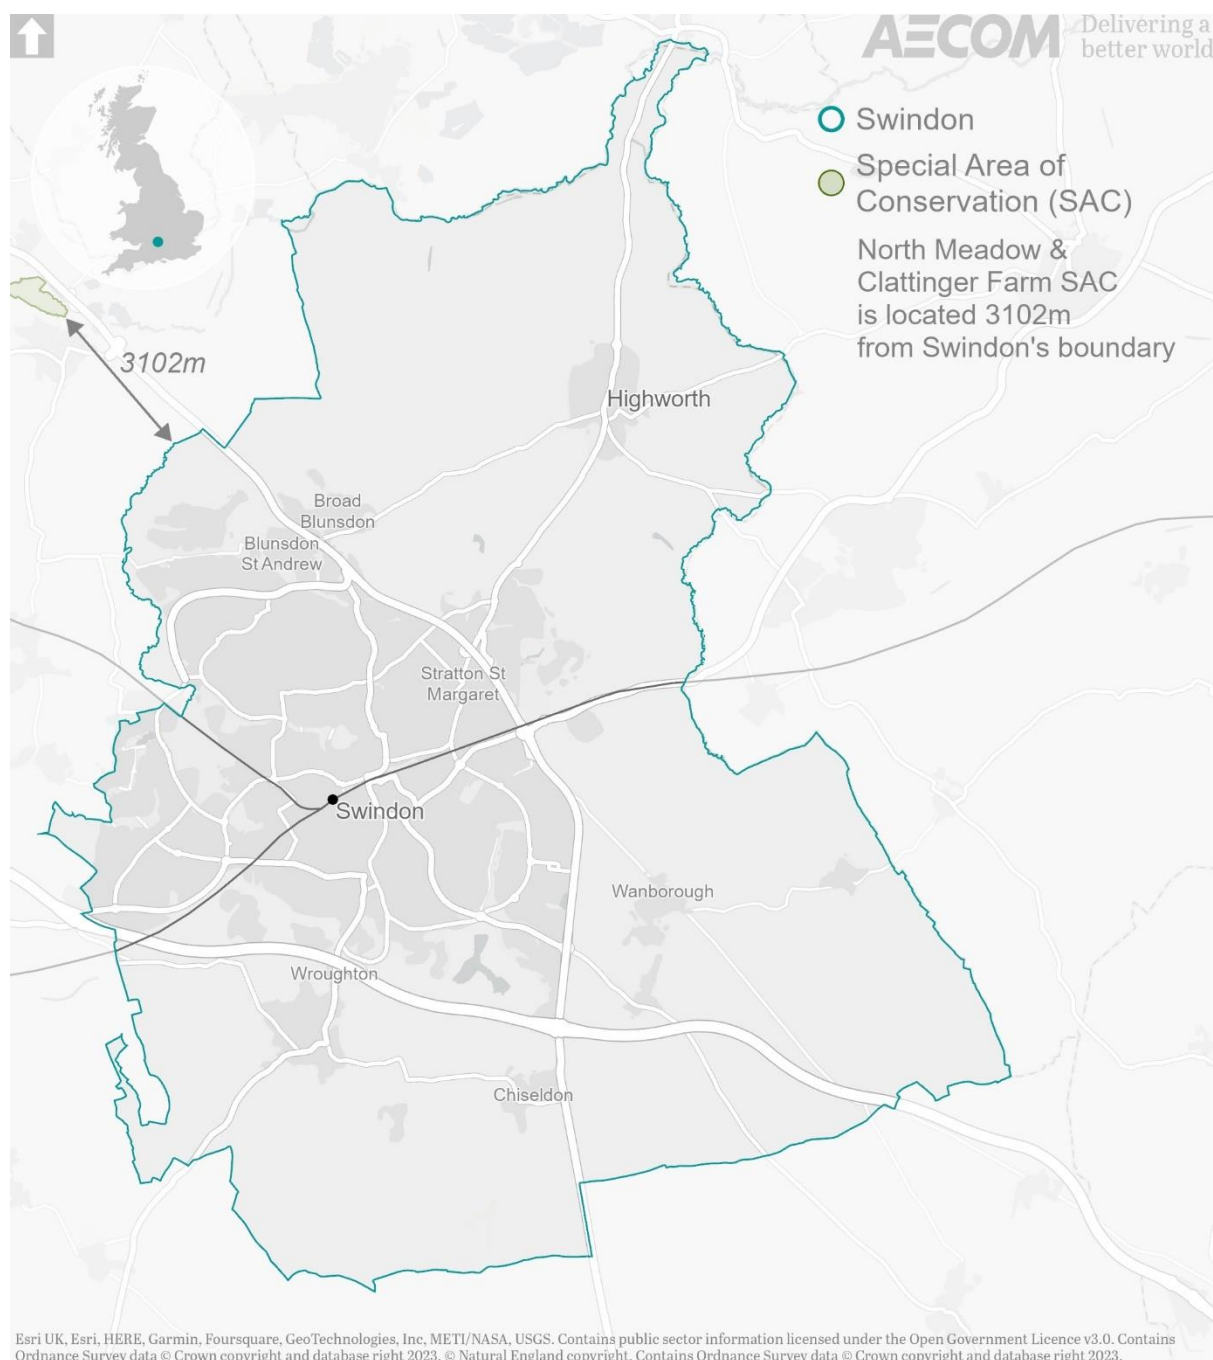 AECOM
Delivering a
better world
Swindon
Special Area of
Conservation (SAC)
North Meadow &
Clattinger Farm SAC
is located 3102m
from Swindon's boundary
3102m
Highworth
Broad
Blunsdon
Blunsdon
St Andrew
Stratton St
Margaret
Swindon
Wanborough
Wroughton
Chiseldon
Esri UK, Esri, HERE, Garmin, Foursquare, GeoTechnologies, Inc, METI/NASA, USGS. Contains public sector information licensed under the Open Government Licence v3.0. Contains
Ordnance Survey data © Crown copyright and database right 2023. © Natural England copyright. Contains Ordnance Survey data © Crown copyright and database right 2023.